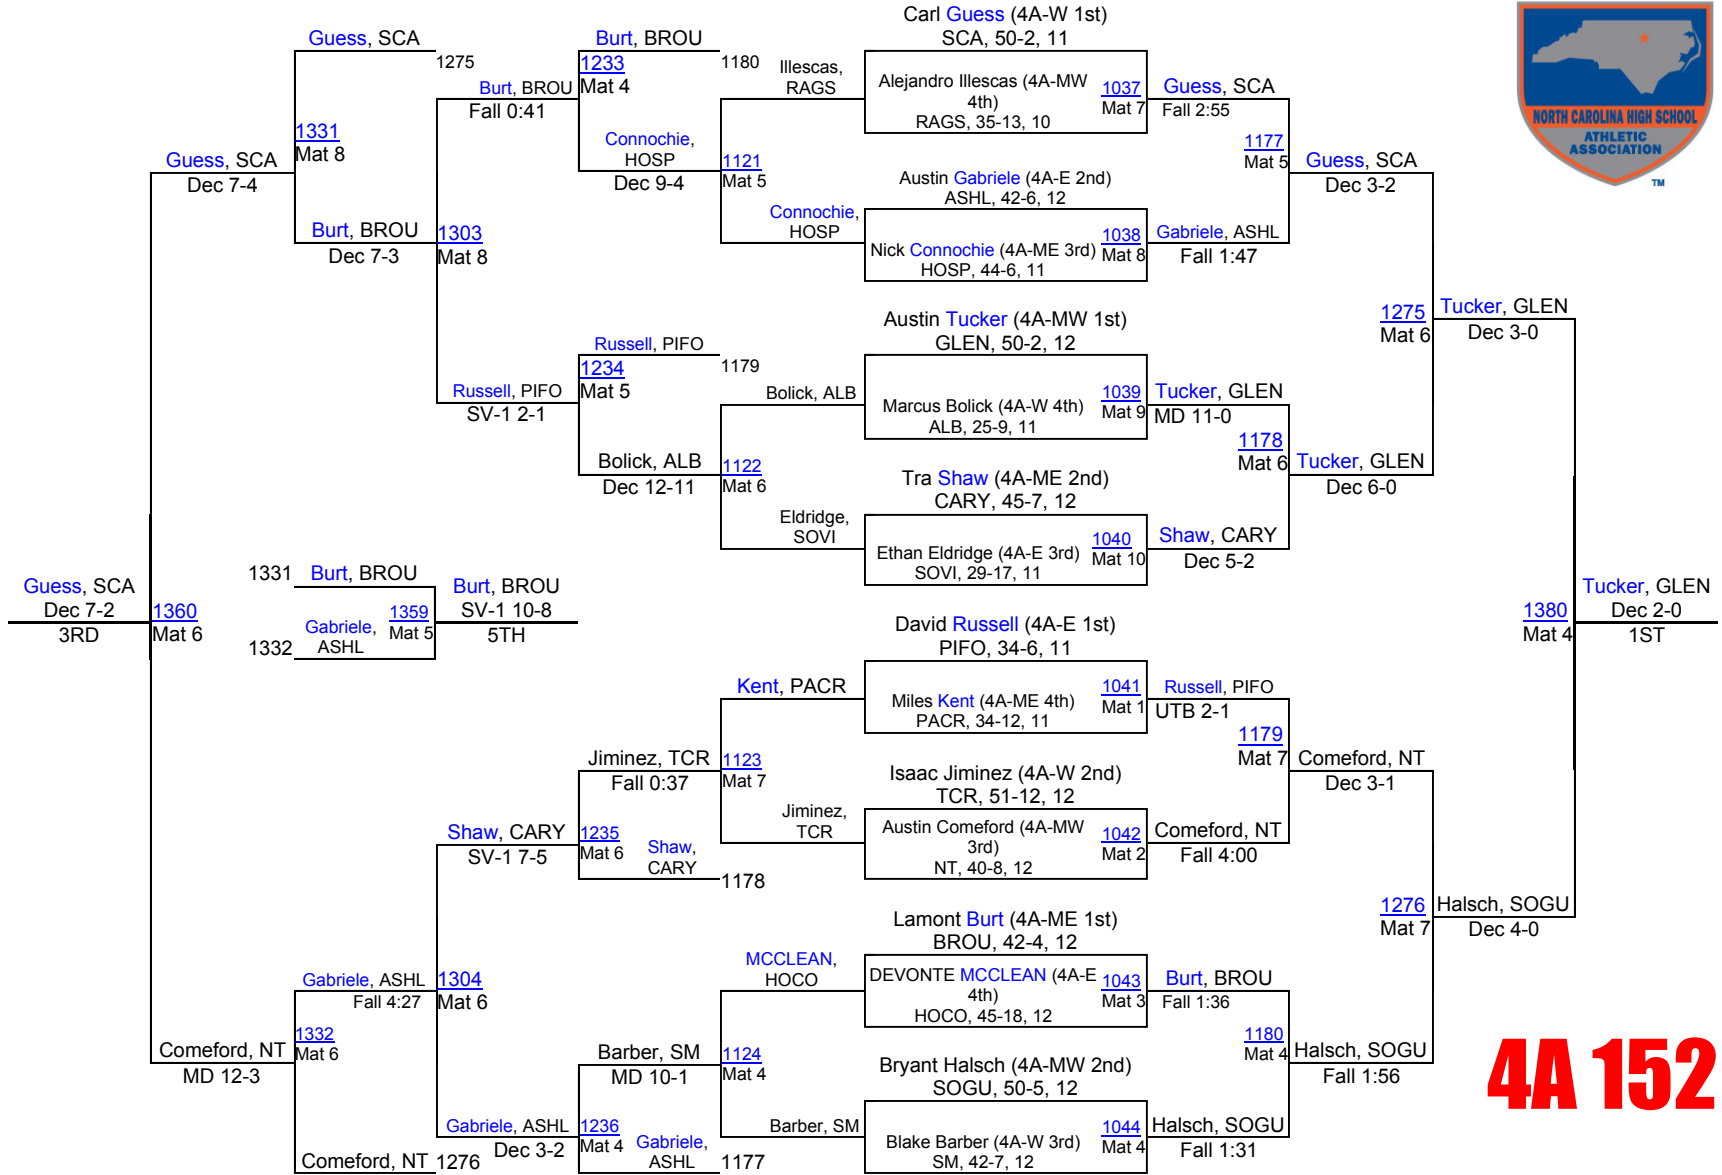 Carl Guess (4A-W 1st)
SCA, 50-2, 11
Alejandro Illescas (4A-MW
4th)
RAGS, 35-13, 10
1037
Mat 7
Guess, SCA
Fall 2:55
Austin Gabriele (4A-E 2nd)
ASHL, 42-6, 12
Nick Connochie (4A-ME 3rd)
HOSP, 44-6, 11
1038
Mat 8
Gabriele, ASHL
Fall 1:47
1177
Mat 5
Guess, SCA
Dec 3-2
Austin Tucker (4A-MW 1st)
GLEN, 50-2, 12
Marcus Bolick (4A-W 4th)
ALB, 25-9, 11
1039
Mat 9
Tucker, GLEN
MD 11-0
Tra Shaw (4A-ME 2nd)
CARY, 45-7, 12
Ethan Eldridge (4A-E 3rd)
SOVI, 29-17, 11
1040
Mat 10
Shaw, CARY
Dec 5-2
1178
Mat 6
Tucker, GLEN
Dec 6-0
1275
Mat 6
Tucker, GLEN
Dec 3-0
David Russell (4A-E 1st)
PIFO, 34-6, 11
Miles Kent (4A-ME 4th)
PACR, 34-12, 11
1041
Mat 1
Russell, PIFO
UTB 2-1
Isaac Jiminez (4A-W 2nd)
TCR, 51-12, 12
Austin Comeford (4A-MW
3rd)
NT, 40-8, 12
1042
Mat 2
Comeford, NT
Fall 4:00
1179
Mat 7
Comeford, NT
Dec 3-1
Lamont Burt (4A-ME 1st)
BROU, 42-4, 12
DEVONTE MCCLEAN (4A-E
4th)
HOCO, 45-18, 12
1043
Mat 3
Burt, BROU
Fall 1:36
Bryant Halsch (4A-MW 2nd)
SOGU, 50-5, 12
Blake Barber (4A-W 3rd)
SM, 42-7, 12
1044
Mat 4
Halsch, SOGU
Fall 1:31
1180
Mat 4
Halsch, SOGU
Fall 1:56
1276
Mat 7
Halsch, SOGU
Dec 4-0
1380
Mat 4
Tucker, GLEN
Dec 2-0
1ST
Illescas,
RAGS
Connochie,
HOSP
1121
Mat 5
Connochie,
HOSP
Dec 9-4
Burt, BROU
1180
1233
Mat 4
Burt, BROU
Fall 0:41
Bolick, ALB
Eldridge,
SOVI
1122
Mat 6
Bolick, ALB
Dec 12-11
Russell, PIFO
1179
1234
Mat 5
Russell, PIFO
SV-1 2-1
1303
Mat 8
Burt, BROU
Dec 7-3
Guess, SCA
1275
1331
Mat 8
Guess, SCA
Dec 7-4
Kent, PACR
Jiminez,
TCR
1123
Mat 7
Jiminez, TCR
Fall 0:37
Shaw,
CARY
1178
1235
Mat 6
Shaw, CARY
SV-1 7-5
MCCLEAN,
HOCO
Barber, SM
1124
Mat 4
Barber, SM
MD 10-1
Gabriele,
ASHL
1177
1236
Mat 4
Gabriele, ASHL
Dec 3-2
1304
Mat 6
Gabriele, ASHL
Fall 4:27
Comeford, NT
1276
1332
Mat 6
Comeford, NT
MD 12-3
1360
Mat 6
Guess, SCA
Dec 7-2
3RD
1331
Burt, BROU
1332
Gabriele,
ASHL
1359
Mat 5
Burt, BROU
SV-1 10-8
5TH
NORTH CAROLINA HIGH SCHOOL
ATHLETIC
ASSOCIATION
TM
4A 152